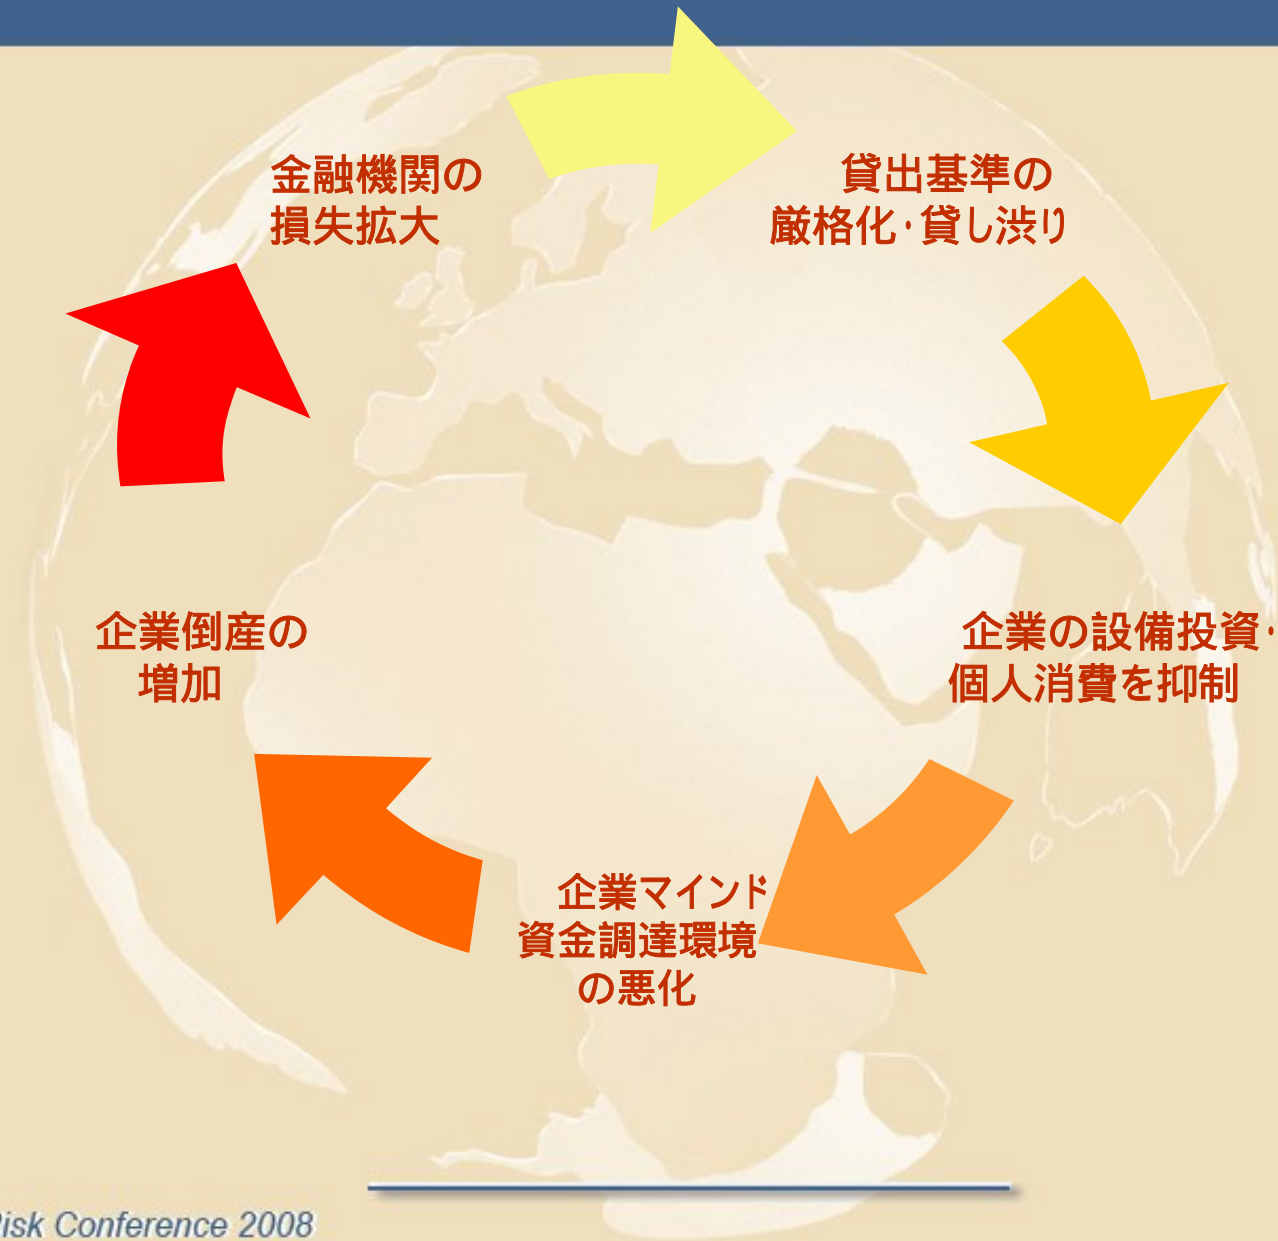 金融機関の
損失拡大
貸出基準の
厳格化・貸し渋り
企業倒産の
増加
企業の設備投資・
個人消費を抑制
企業マインド
資金調達環境
の悪化
Risk Conference 2008